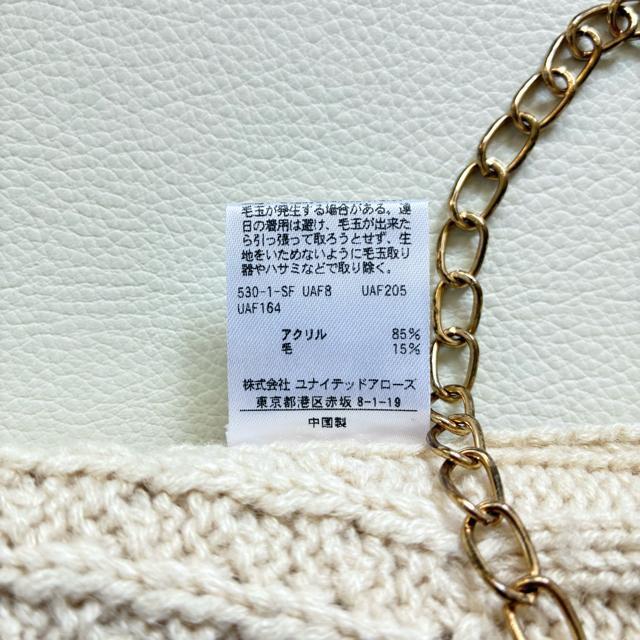 毛玉が発生する場合がある。連
日の着用は避け、毛玉が出来た
ら引っ張って取ろうとせず、生
地をいためないように毛玉取り
器やハサミなどで取り除く。
530-1-SF UAF8 UAF205
UAF164
アクリル 85%
毛 15%
株式会社 ユナイテッドアローズ
東京都港区赤坂 8-1-19
中国製